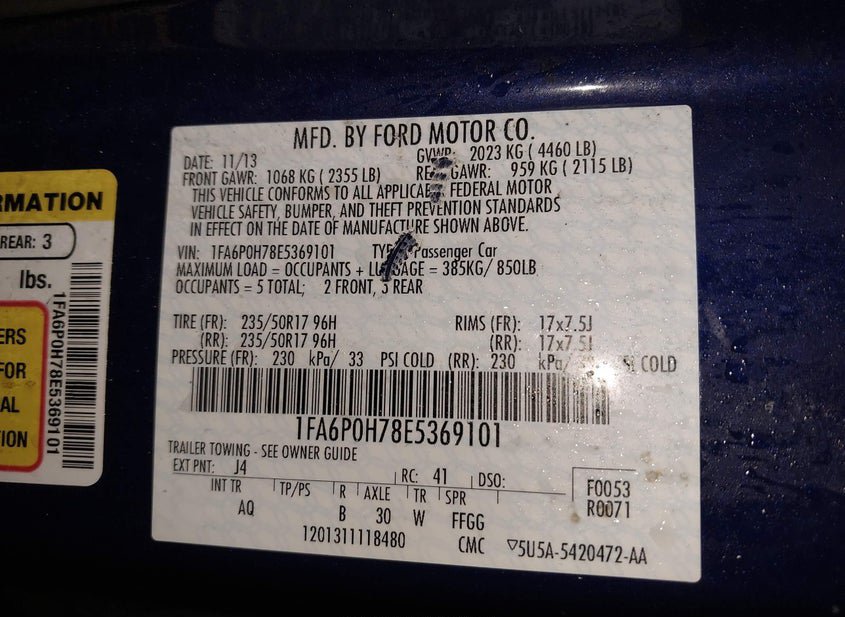 RMATION
REAR: 3
lbs.
ERS
FOR
AL
TION
1FA6P0H78E5369101
MFD. BY FORD MOTOR CO.
DATE: 11/13 GVWR: 2023 KG ( 4460 LB)
FRONT GAWR: 1068 KG ( 2355 LB) GAWR: 959 KG ( 2115 LB)
THIS VEHICLE CONFORMS TO ALL FEDERAL MOTOR
VEHICLE SAFETY, BUMPER, AND THEFT PREVENTION STANDARDS
IN EFFECT ON THE DATE OF MANUFACTURE SHOWN ABOVE.
VIN: 1FA6P0H78E5369101 Passenger Car
MAXIMUM LOAD = OCCUPANTS + = 385KG/ 850LB
OCCUPANTS = 5 TOTAL; 2 FRONT, 3 REAR
TIRE (FR): 235/50R17 96H RIMS (FR): 17x7.5J
(RR): 235/50R17 96H (RR): 17x7.5J
PRESSURE (FR): 230 kPa/ 33 PSI COLD (RR): 230 kPa/ COLD
1FA6P0H78E5369101
TRAILER TOWING - SEE OWNER GUIDE
EXT PNT: J4 RC: 41 DSO:
INT TR TP/PS R AXLE TR SPR
AQ B 30 W FFGG
F0053
R0071
1201311118480 CMC ▽5U5A-5420472-AA